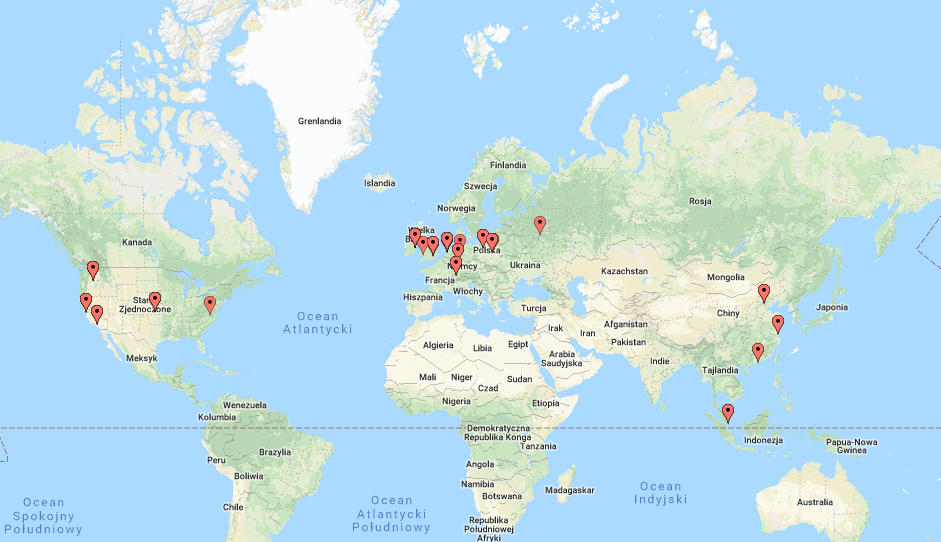 Grenlandia
Finlandia
Islandia
Szwecja
Rosja
Norwegia
Kanada
Polska
Ukraina
Kazachstan
Mongolia
Francja
Włochy
Hiszpania
Turcja
Stany
Zjednoczone
Chiny
Japonia
Ocean
Atlantycki
Irak
Iran
Afganistan
Pakistan
Algieria
Libia
Egipt
Arabia
Saudyjska
Indie
Tajlandia
Meksyk
Mali
Niger
Czad
Sudan
Nigeria
Etiopia
Wenezuela
Kolumbia
Demokratyczna
Republika Konga
Indonezja
Papua-Nowa
Gwinea
Tanzania
Brazylia
Peru
Boliwia
Angola
Namibia
Botswana
Madagaskar
Ocean
Indyjski
Australia
Chile
Ocean
Spokojny
Południowy
Ocean
Atlantycki
Południowy
Republika
Południowej
Afryki